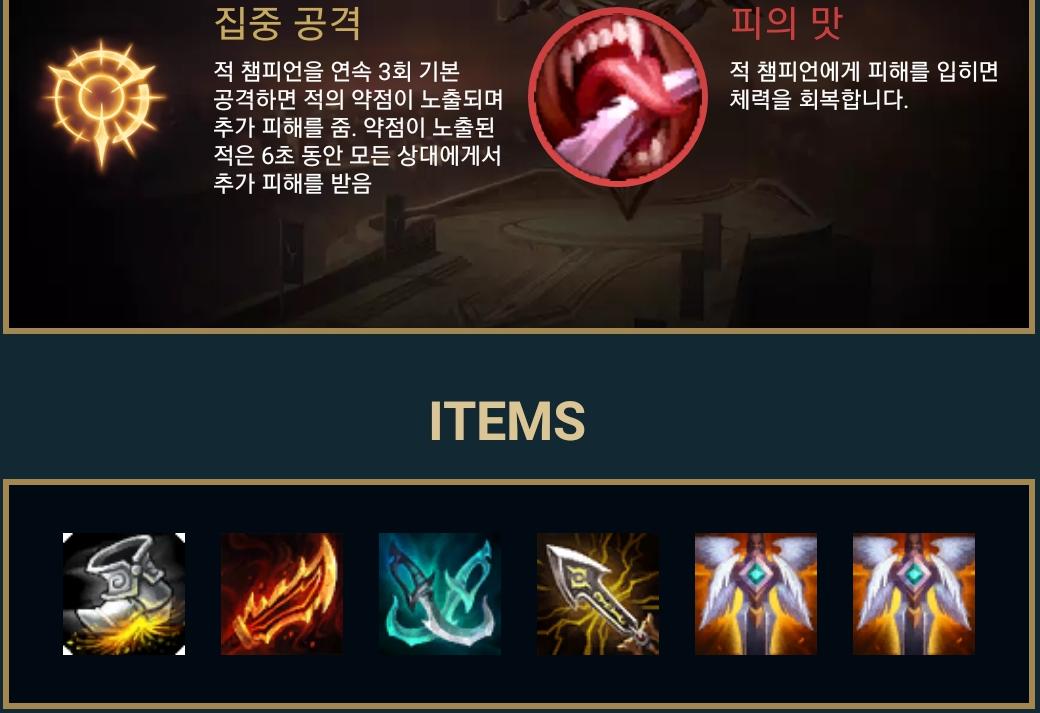 집중 공격
적 챔피언을 연속 3회 기본
공격하면 적의 약점이 노출되며
추가 피해를 줌. 약점이 노출된
적은 6초 동안 모든 상대에게서
추가 피해를 받음
피의 맛
적 챔피언에게 피해를 입히면
체력을 회복합니다.
ITEMS